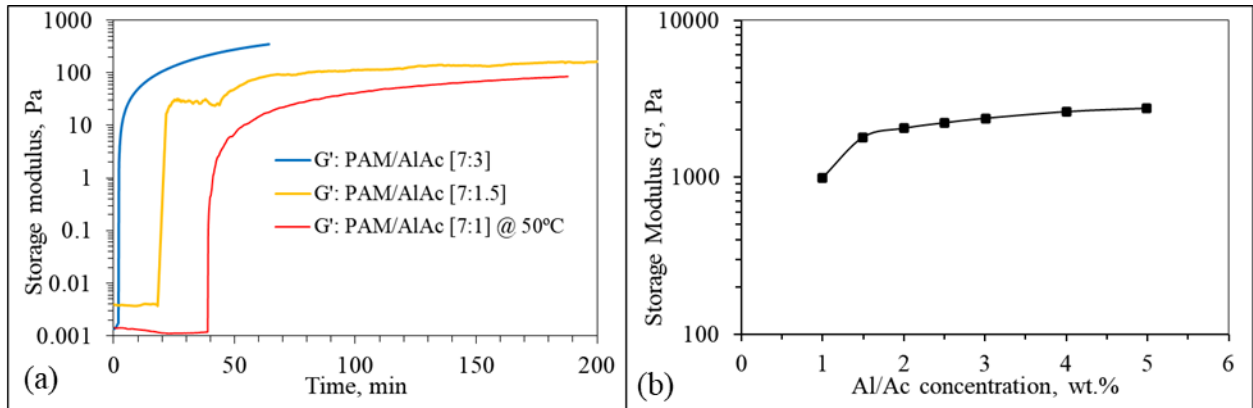 1000
100
10
1
0.1
0.01
0.001
Storage modulus, Pa
G': PAM/AlAc [7:3]
G': PAM/AlAc [7:1.5]
G': PAM/AlAc [7:1] @ 50ºC
0 50 100 150 200
Time, min
(a)
10000
1000
100
Storage Modulus G', Pa
0 1 2 3 4 5 6
Al/Ac concentration, wt.%
(b)